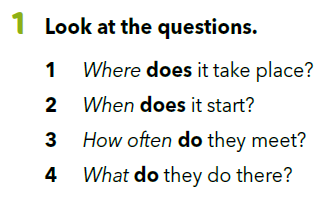 1 Look at the questions.
1 Where does it take place?
2 When does it start?
3 How often do they meet?
4 What do they do there?